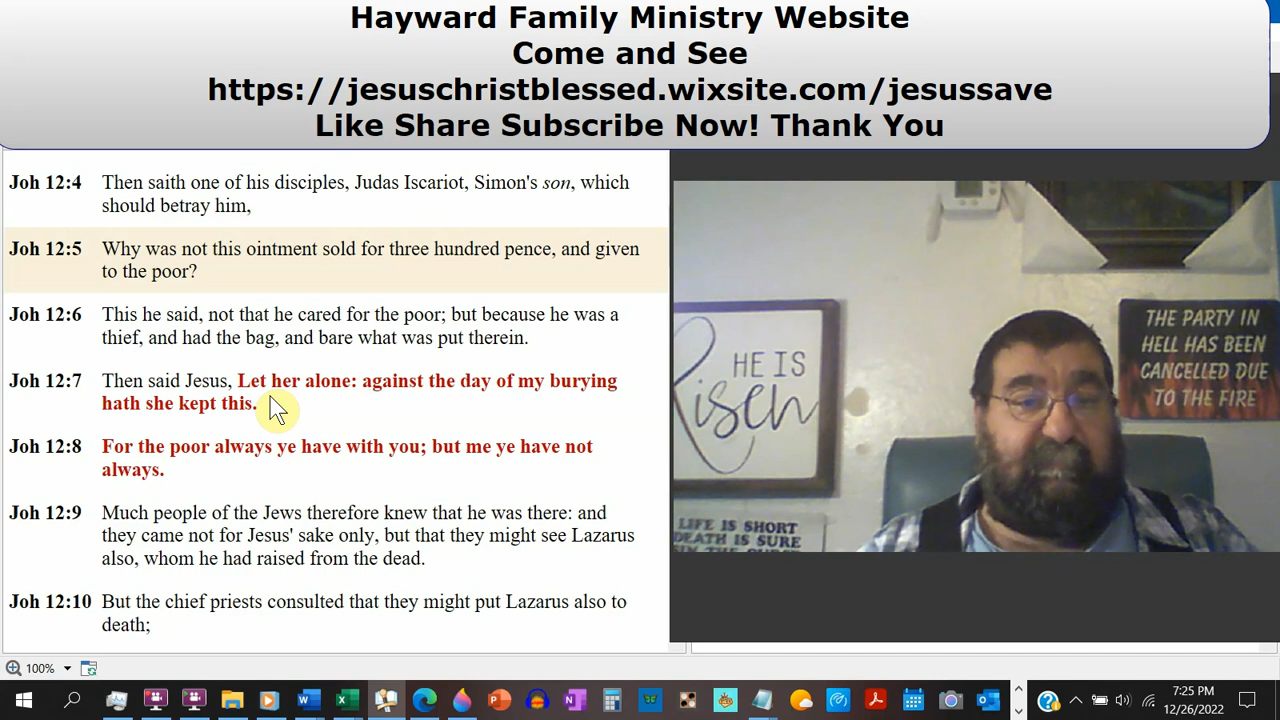 Hayward Family Ministry Website
Come and See
https://jesuschristblessed.wixsite.com/jesussave
Like Share Subscribe Now! Thank You
Joh 12:4 Then saith one of his disciples, Judas Iscariot, Simon's son, which
should betray him,
Joh 12:5 Why was not this ointment sold for three hundred pence, and given
to the poor?
Joh 12:6 This he said, not that he cared for the poor; but because he was a
thief, and had the bag, and bare what was put therein.
Joh 12:7 Then said Jesus, Let her alone: against the day of my burying
hath she kept this.
Joh 12:8 For the poor always ye have with you; but me ye have not
always.
Joh 12:9 Much people of the Jews therefore knew that he was there: and
they came not for Jesus' sake only, but that they might see Lazarus
also, whom he had raised from the dead.
Joh 12:10 But the chief priests consulted that they might put Lazarus also to
death;
HE IS
Risen
THE PARTY IN
HELL HAS BEEN
CANCELLED DUE
TO THE FIRE
LIFE IS SHORT
DEATH IS SURE
100%
7:25 PM
12/26/2022